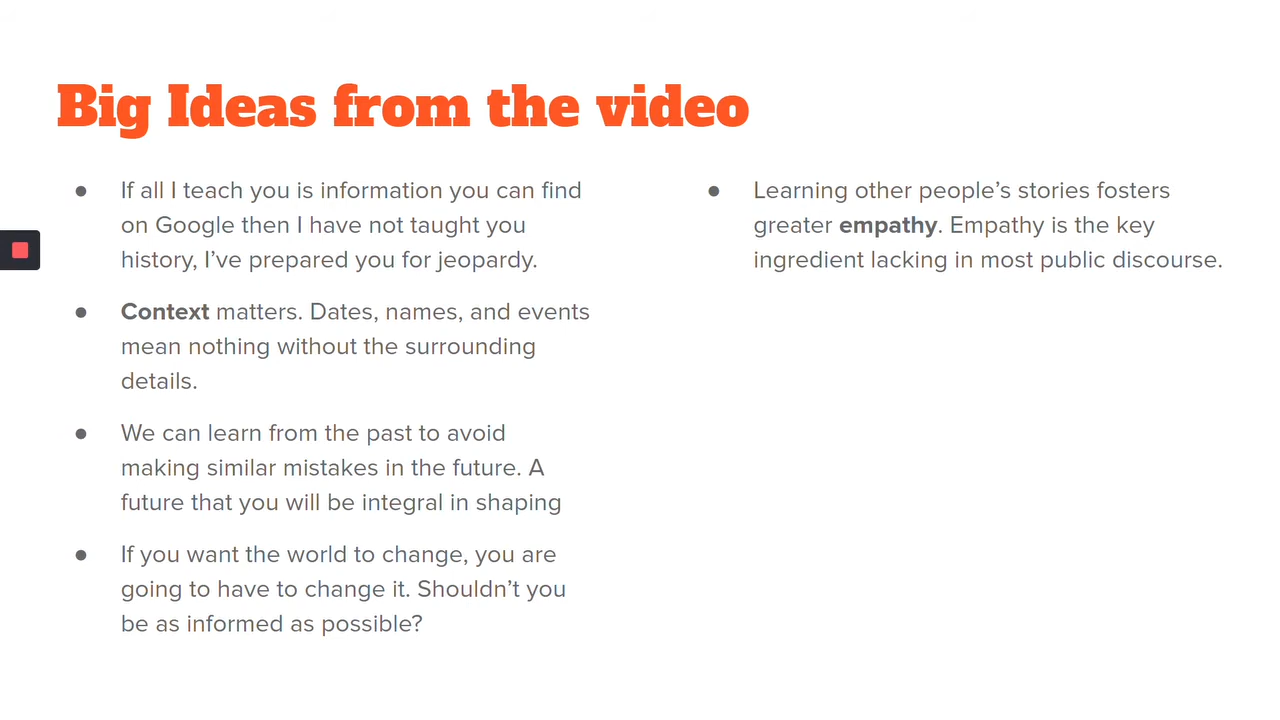 Big Ideas from the video
● If all I teach you is information you can find
on Google then I have not taught you
history, I’ve prepared you for jeopardy.
● Context matters. Dates, names, and events
mean nothing without the surrounding
details.
● We can learn from the past to avoid
making similar mistakes in the future. A
future that you will be integral in shaping
● If you want the world to change, you are
going to have to change it. Shouldn’t you
be as informed as possible?
● Learning other people’s stories fosters
greater empathy. Empathy is the key
ingredient lacking in most public discourse.